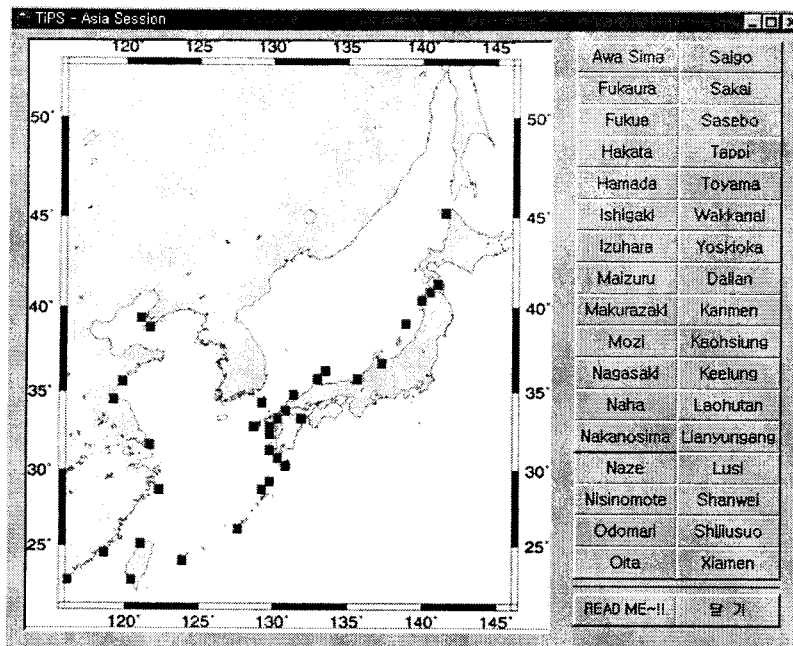 TiPS - Asia Session
120° 125° 130° 135° 140° 145°
50° 50°
45° 45°
40° 40°
35° 35°
30° 30°
25° 25°
120° 125° 130° 135° 140° 145°
Awa Sima Saigo
Fukaura Sakai
Fukue Sasebo
Hakata Tappi
Hamada Toyama
Ishigaki Wakkanai
Izuhara Yoskioka
Maizuru Dalian
Makurazaki Kanmen
Mozi Kaohsiung
Nagasaki Keelung
Naha Laohutan
Nakanosima Lianyungang
Naze Lusi
Nisinomote Shanwei
Odomari Shijiusuo
Oita Xiamen
READ ME~!! 닫 기